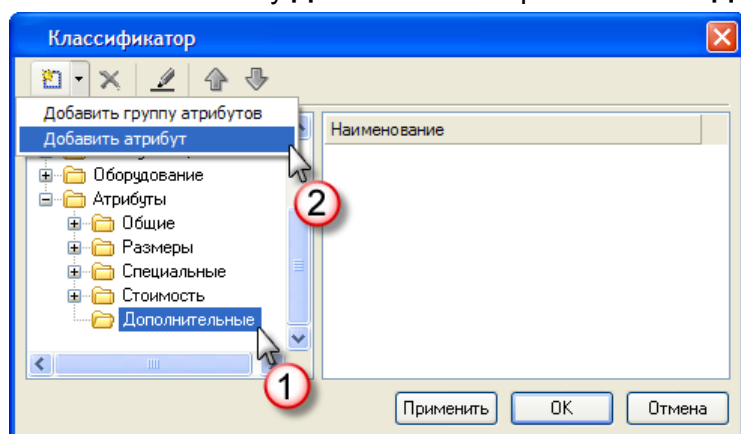 Классификатор
Добавить группу атрибутов
Добавить атрибут
Наименование
Оборудование
Атрибуты
Общие
Размеры
Специальные
Стоимость
Дополнительные
2
1
Применить
OK
Отмена